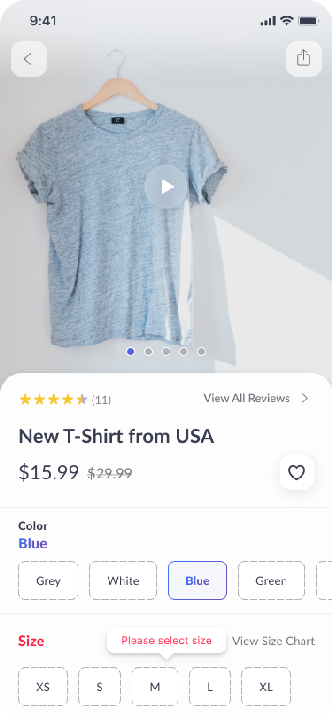 9:41
(11)
View All Reviews
New T-Shirt from USA
$15.99 $29.99
Color
Blue
Grey White Blue Green
Size Please select size View Size Chart
XS S M L XL